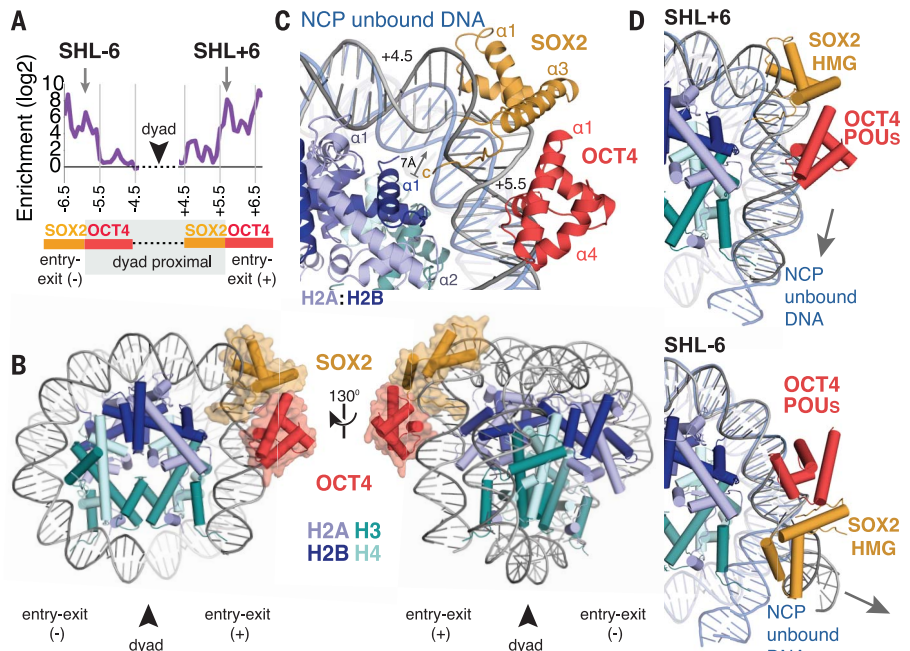 A
SHL-6
SHL+6
Enrichment (log2)
10
8
6
4
2
0
dyad
-6.5
-5.5
-4.5
+4.5
+5.5
+6.5
SOX2 OCT4
SOX2 OCT4
entry-
exit (-)
dyad proximal
entry-
exit (+)
C
NCP unbound DNA
+4.5
α1
SOX2
α3
α1
7Å
C
α1
α1
OCT4
+5.5
α4
α2
H2A:H2B
D
SHL+6
SOX2
HMG
OCT4
POUs
NCP
unbound
DNA
B
SOX2
130⁰
OCT4
H2A H3
H2B H4
entry-exit
(-)
dyad
entry-exit
(+)
entry-exit
(+)
dyad
entry-exit
(-)
SHL-6
OCT4
POUs
SOX2
HMG
NCP
unbound